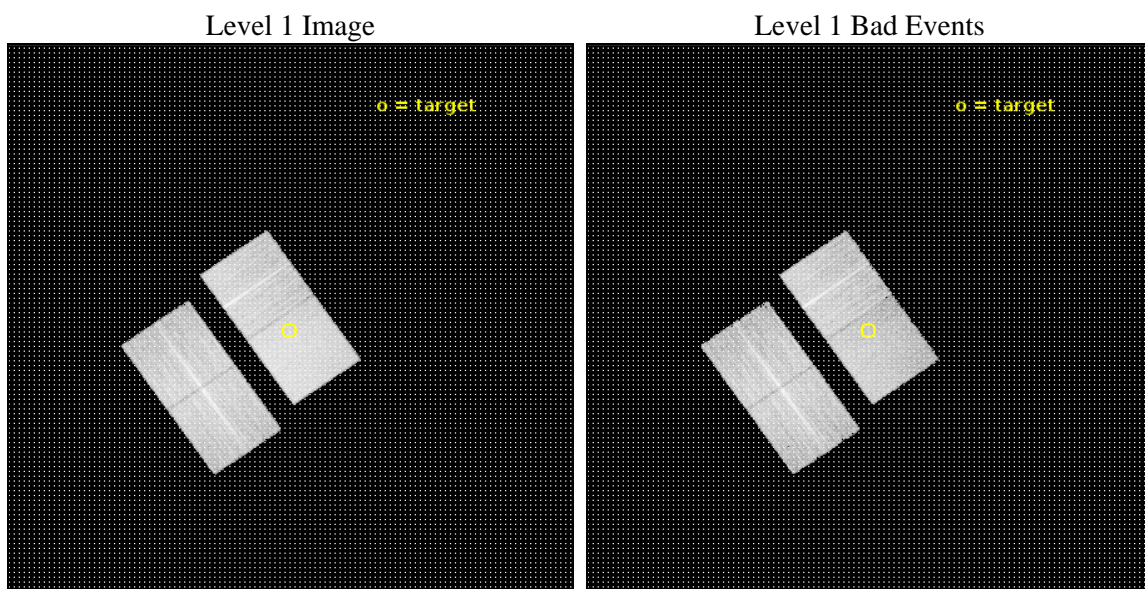 Level 1 Image
Level 1 Bad Events
o = target
o = target